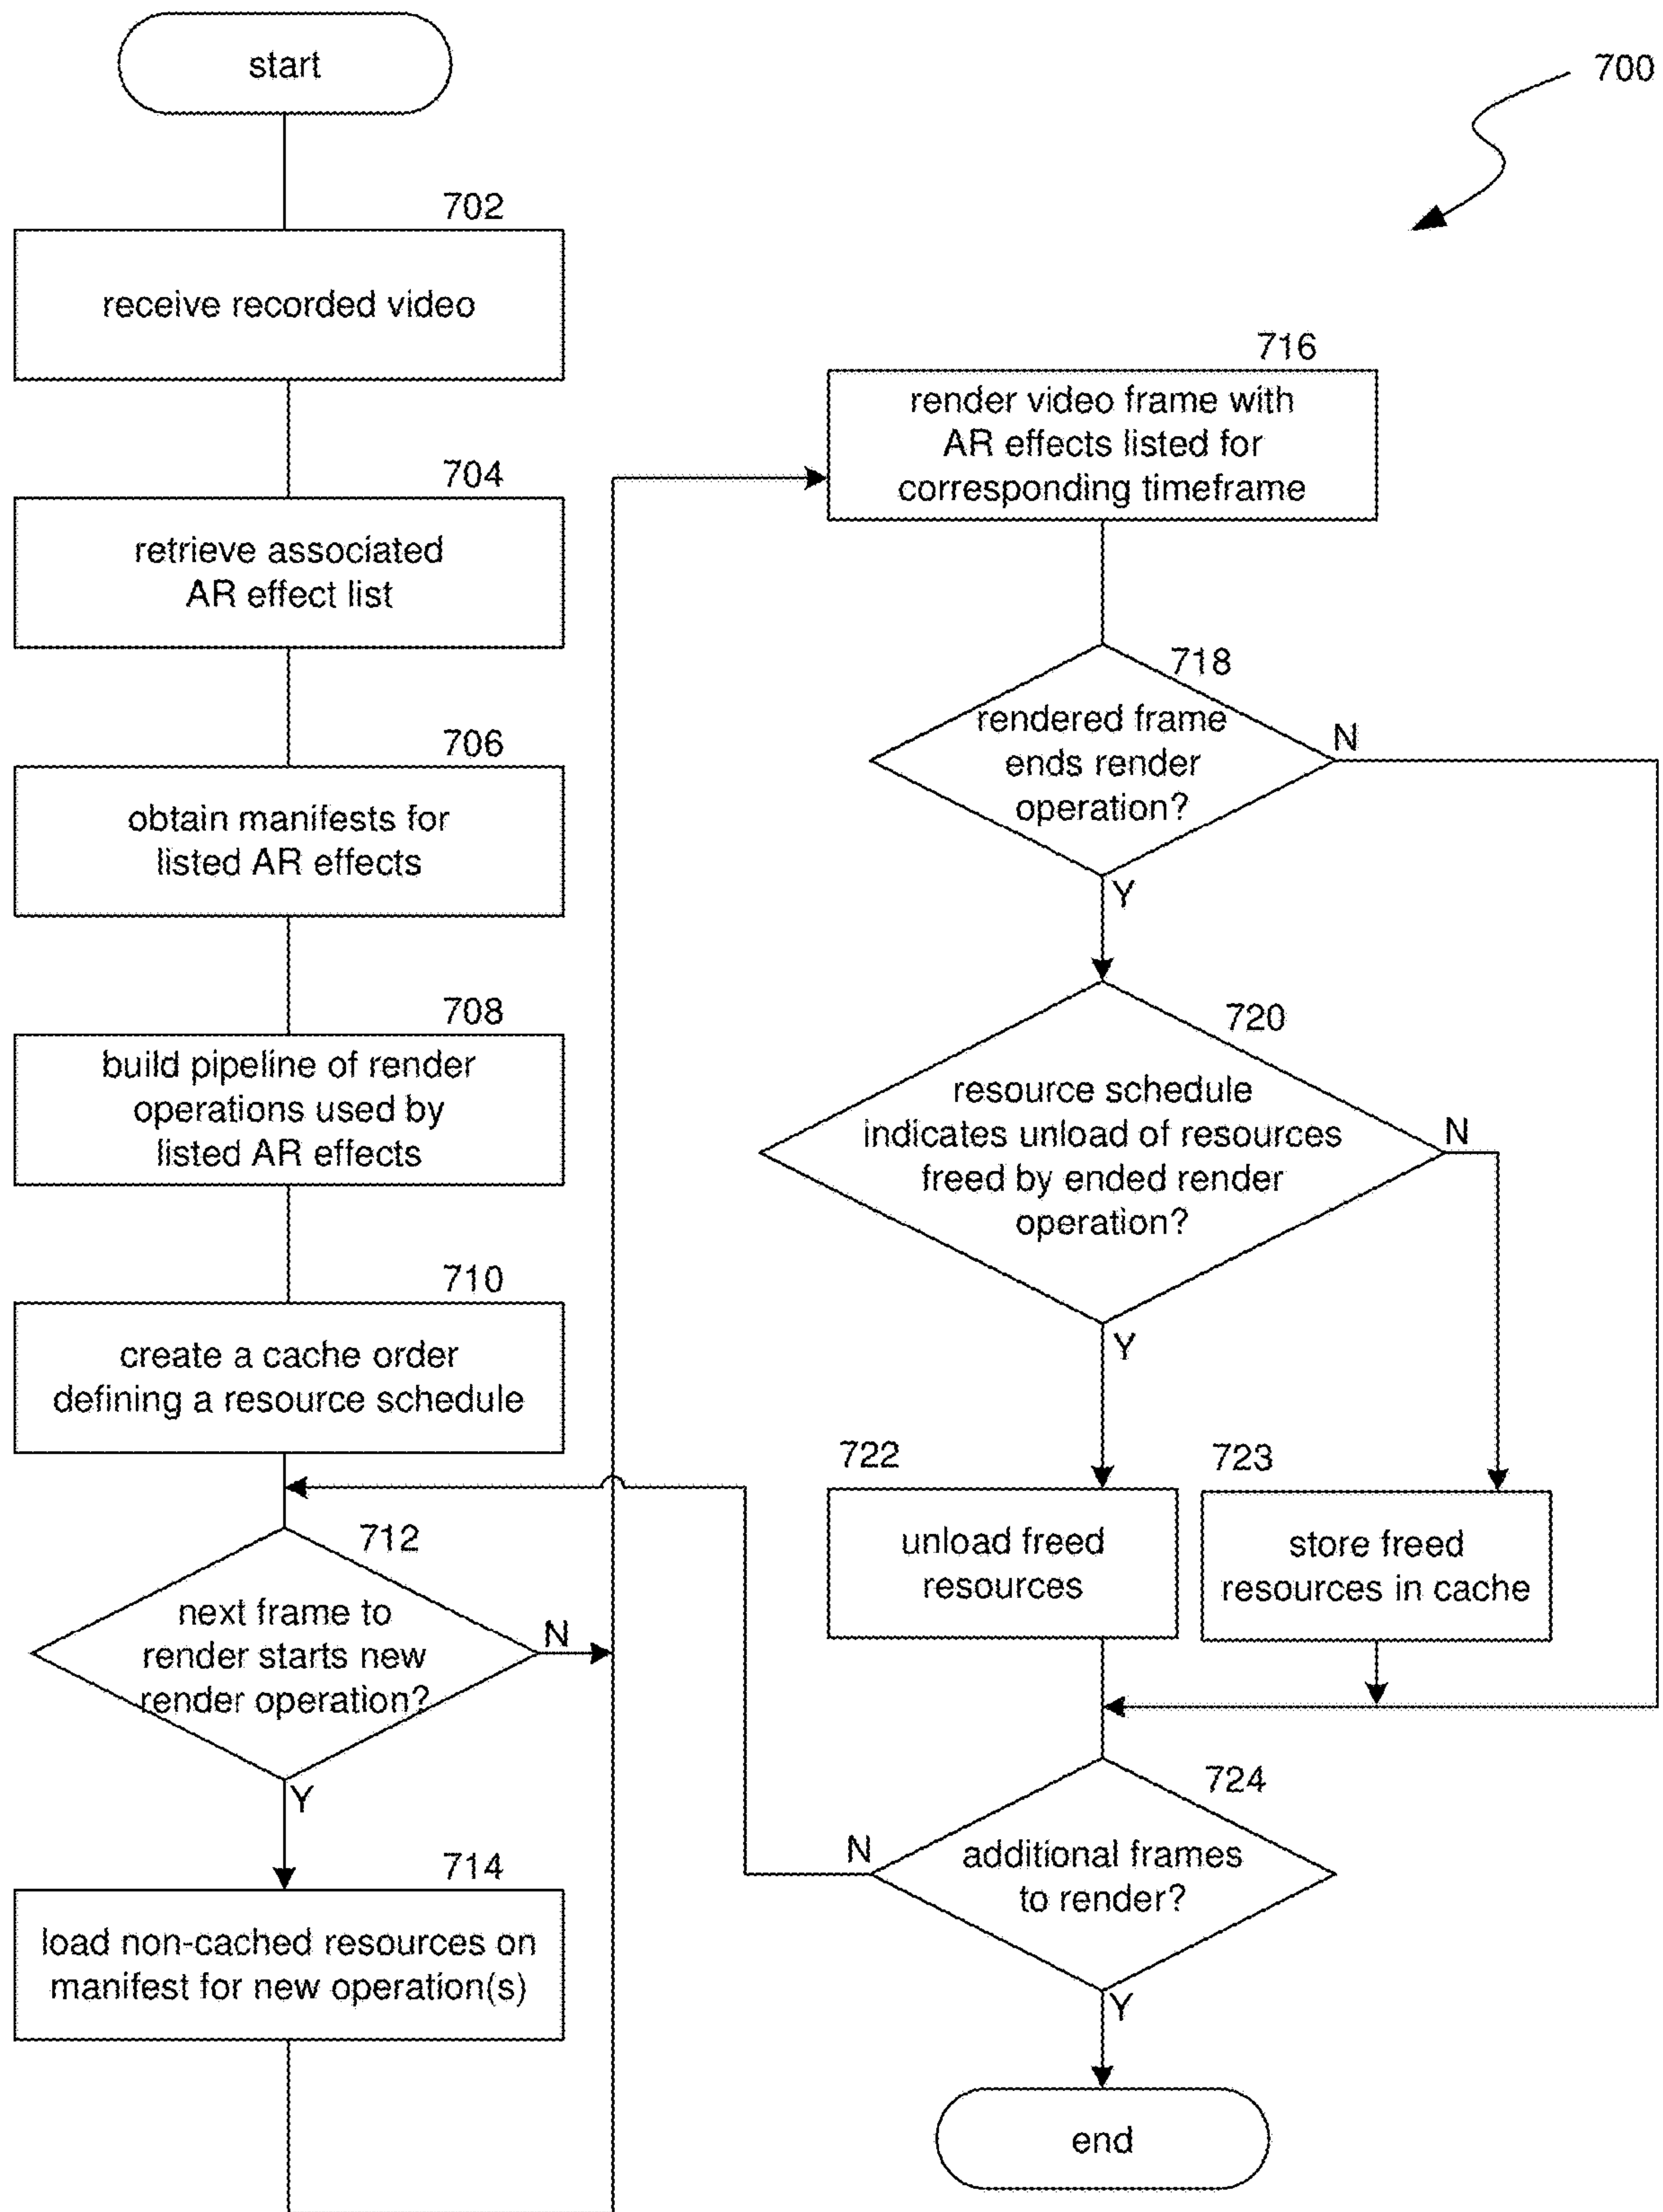 start
700
702
receive recorded video
704
retrieve associated
AR effect list
706
obtain manifests for
listed AR effects
708
build pipeline of render
operations used by
listed AR effects
710
create a cache order
defining a resource schedule
712
next frame to
render starts new
render operation?
N
Y
714
load non-cached resources on
manifest for new operation(s)
716
render video frame with
AR effects listed for
corresponding timeframe
718
rendered frame
ends render
operation?
N
Y
720
resource schedule
indicates unload of resources
freed by ended render
operation?
N
Y
722
unload freed
resources
723
store freed
resources in cache
724
additional frames
to render?
N
Y
end